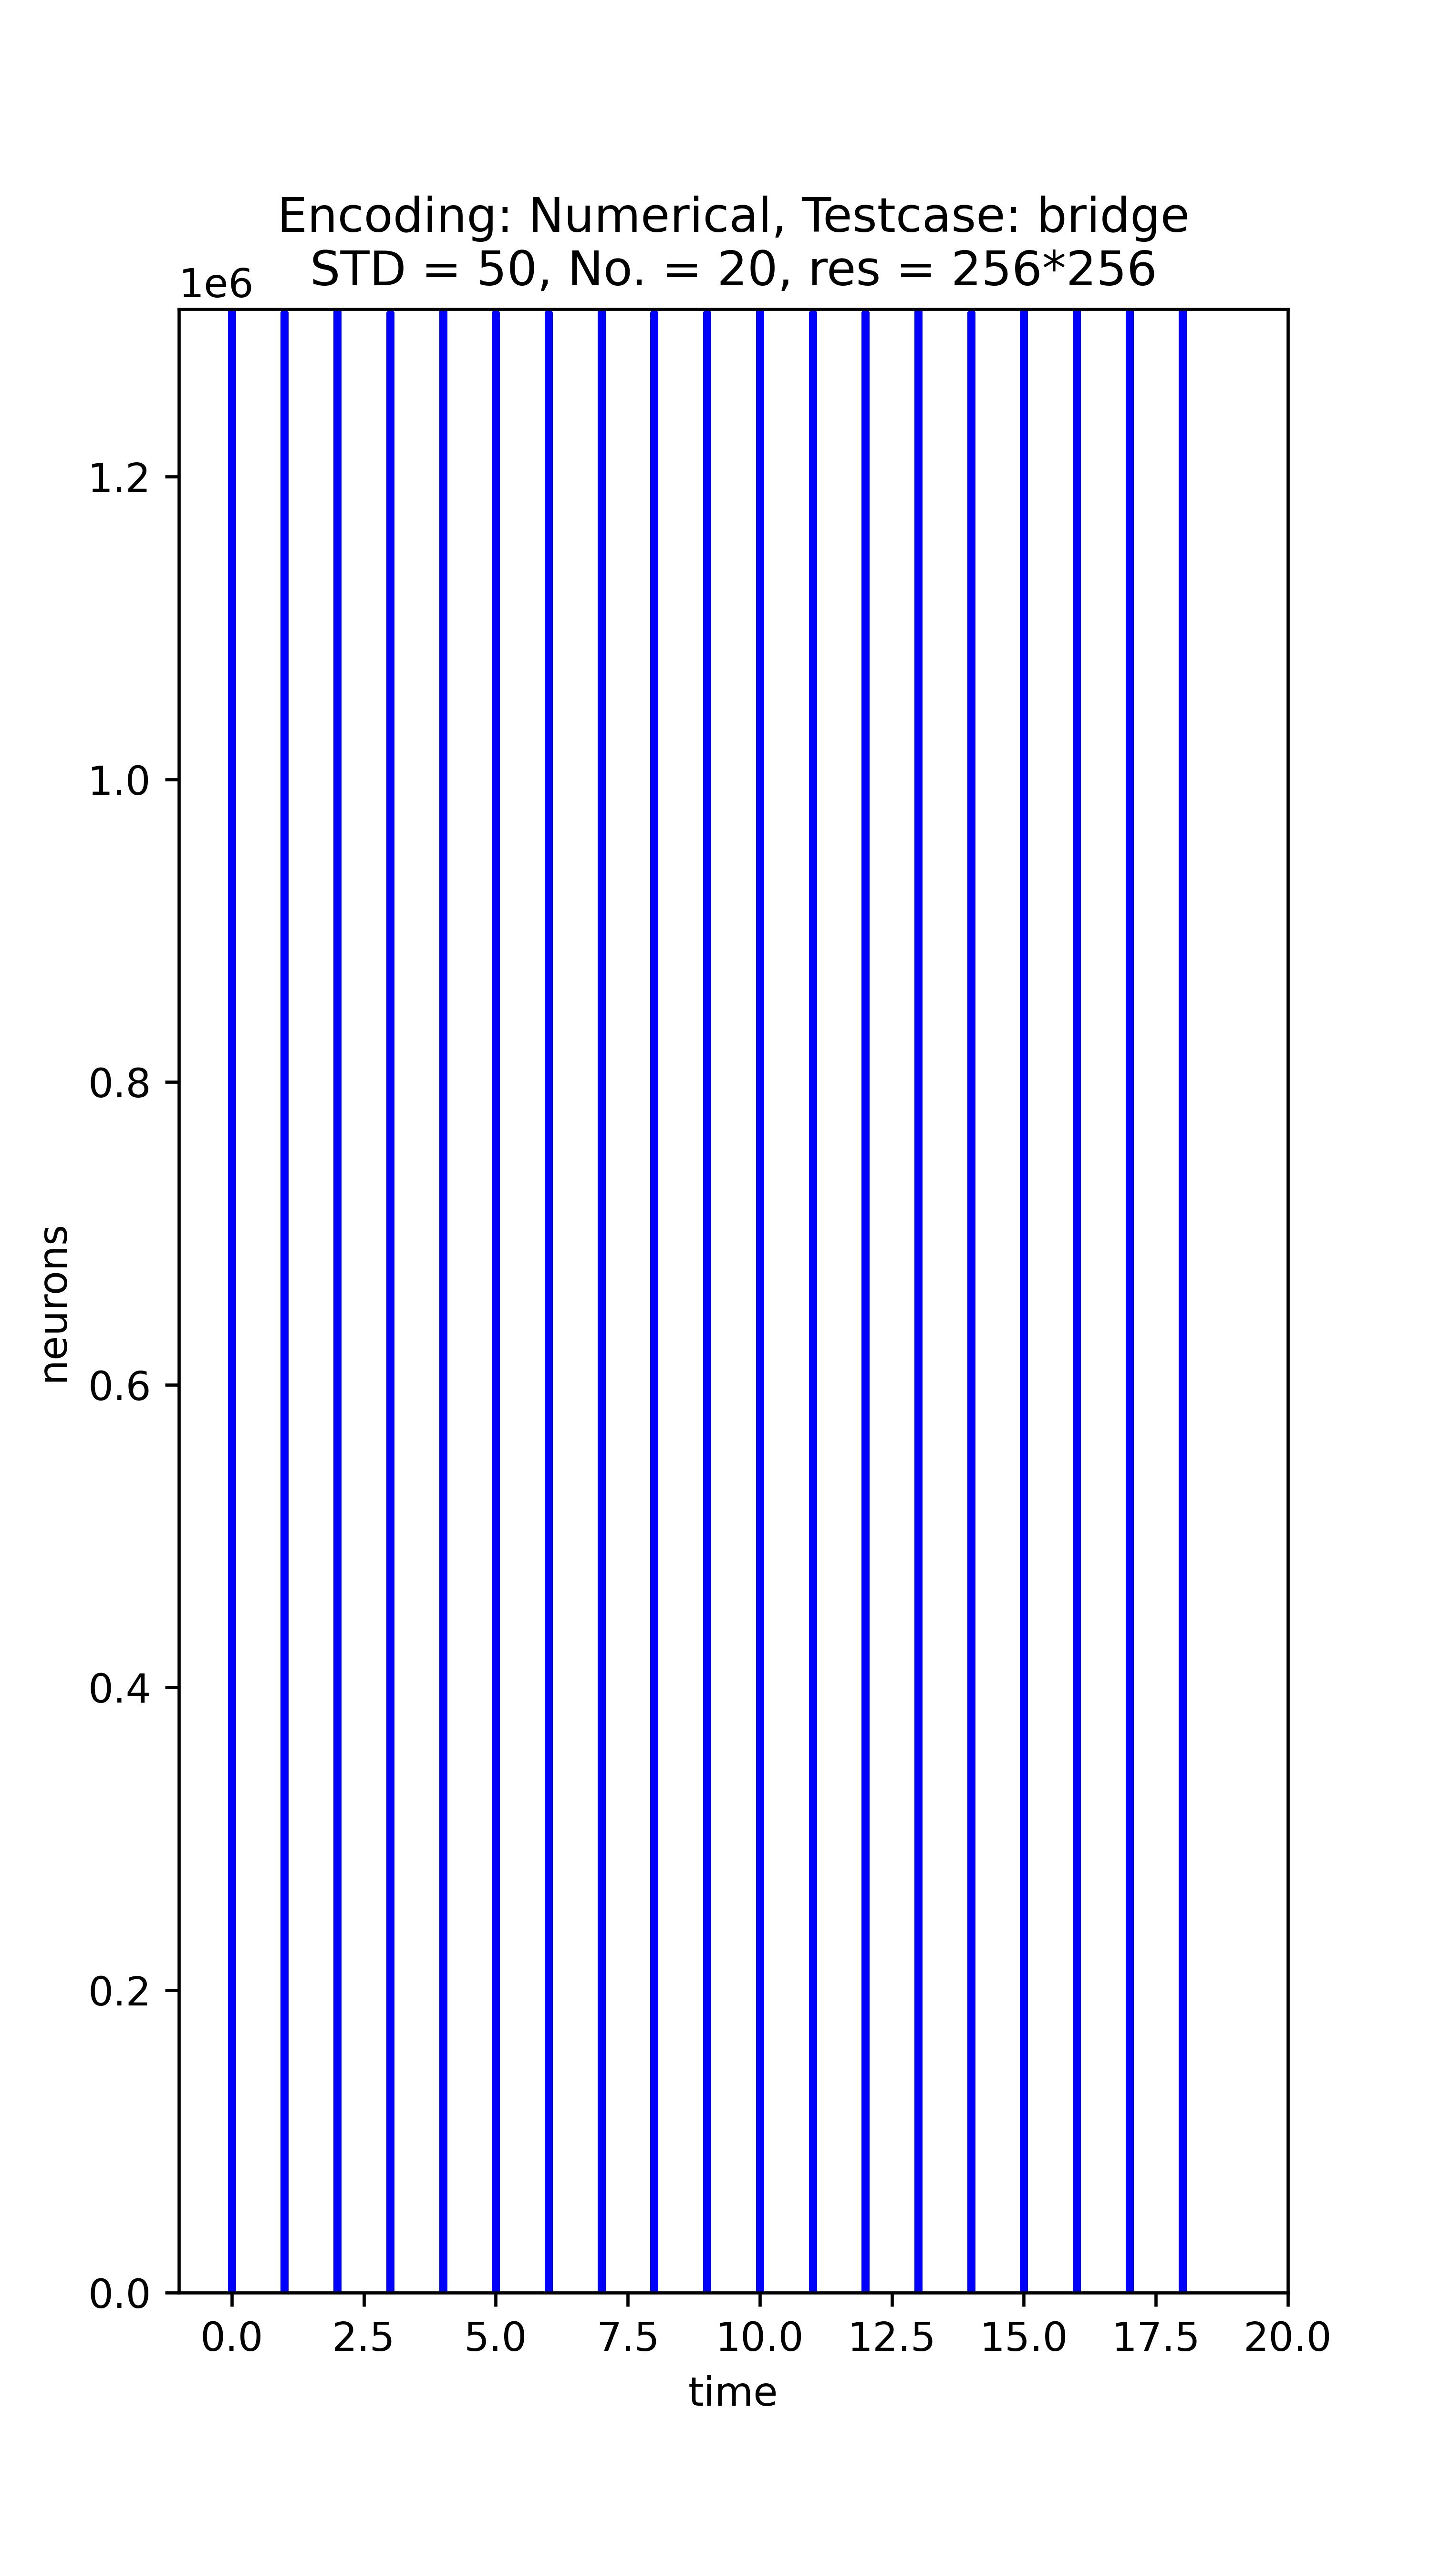 Encoding: Numerical, Testcase: bridge
STD = 50, No. = 20, res = 256*256
1e6
1.2
1.0
0.8
0.6
0.4
0.2
0.0
neurons
0.0 2.5 5.0 7.5 10.0 12.5 15.0 17.5 20.0
time